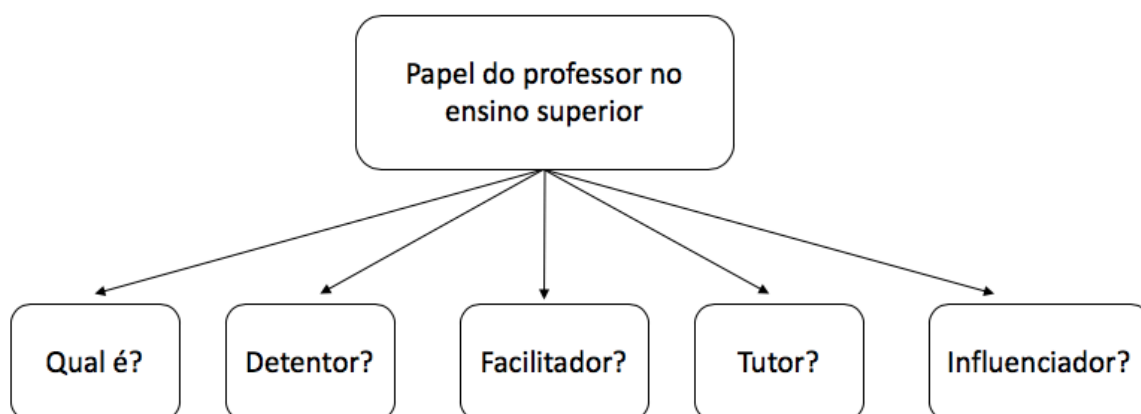 Papel do professor no
ensino superior
Qual é?
Detentor?
Facilitador?
Tutor?
Influenciador?